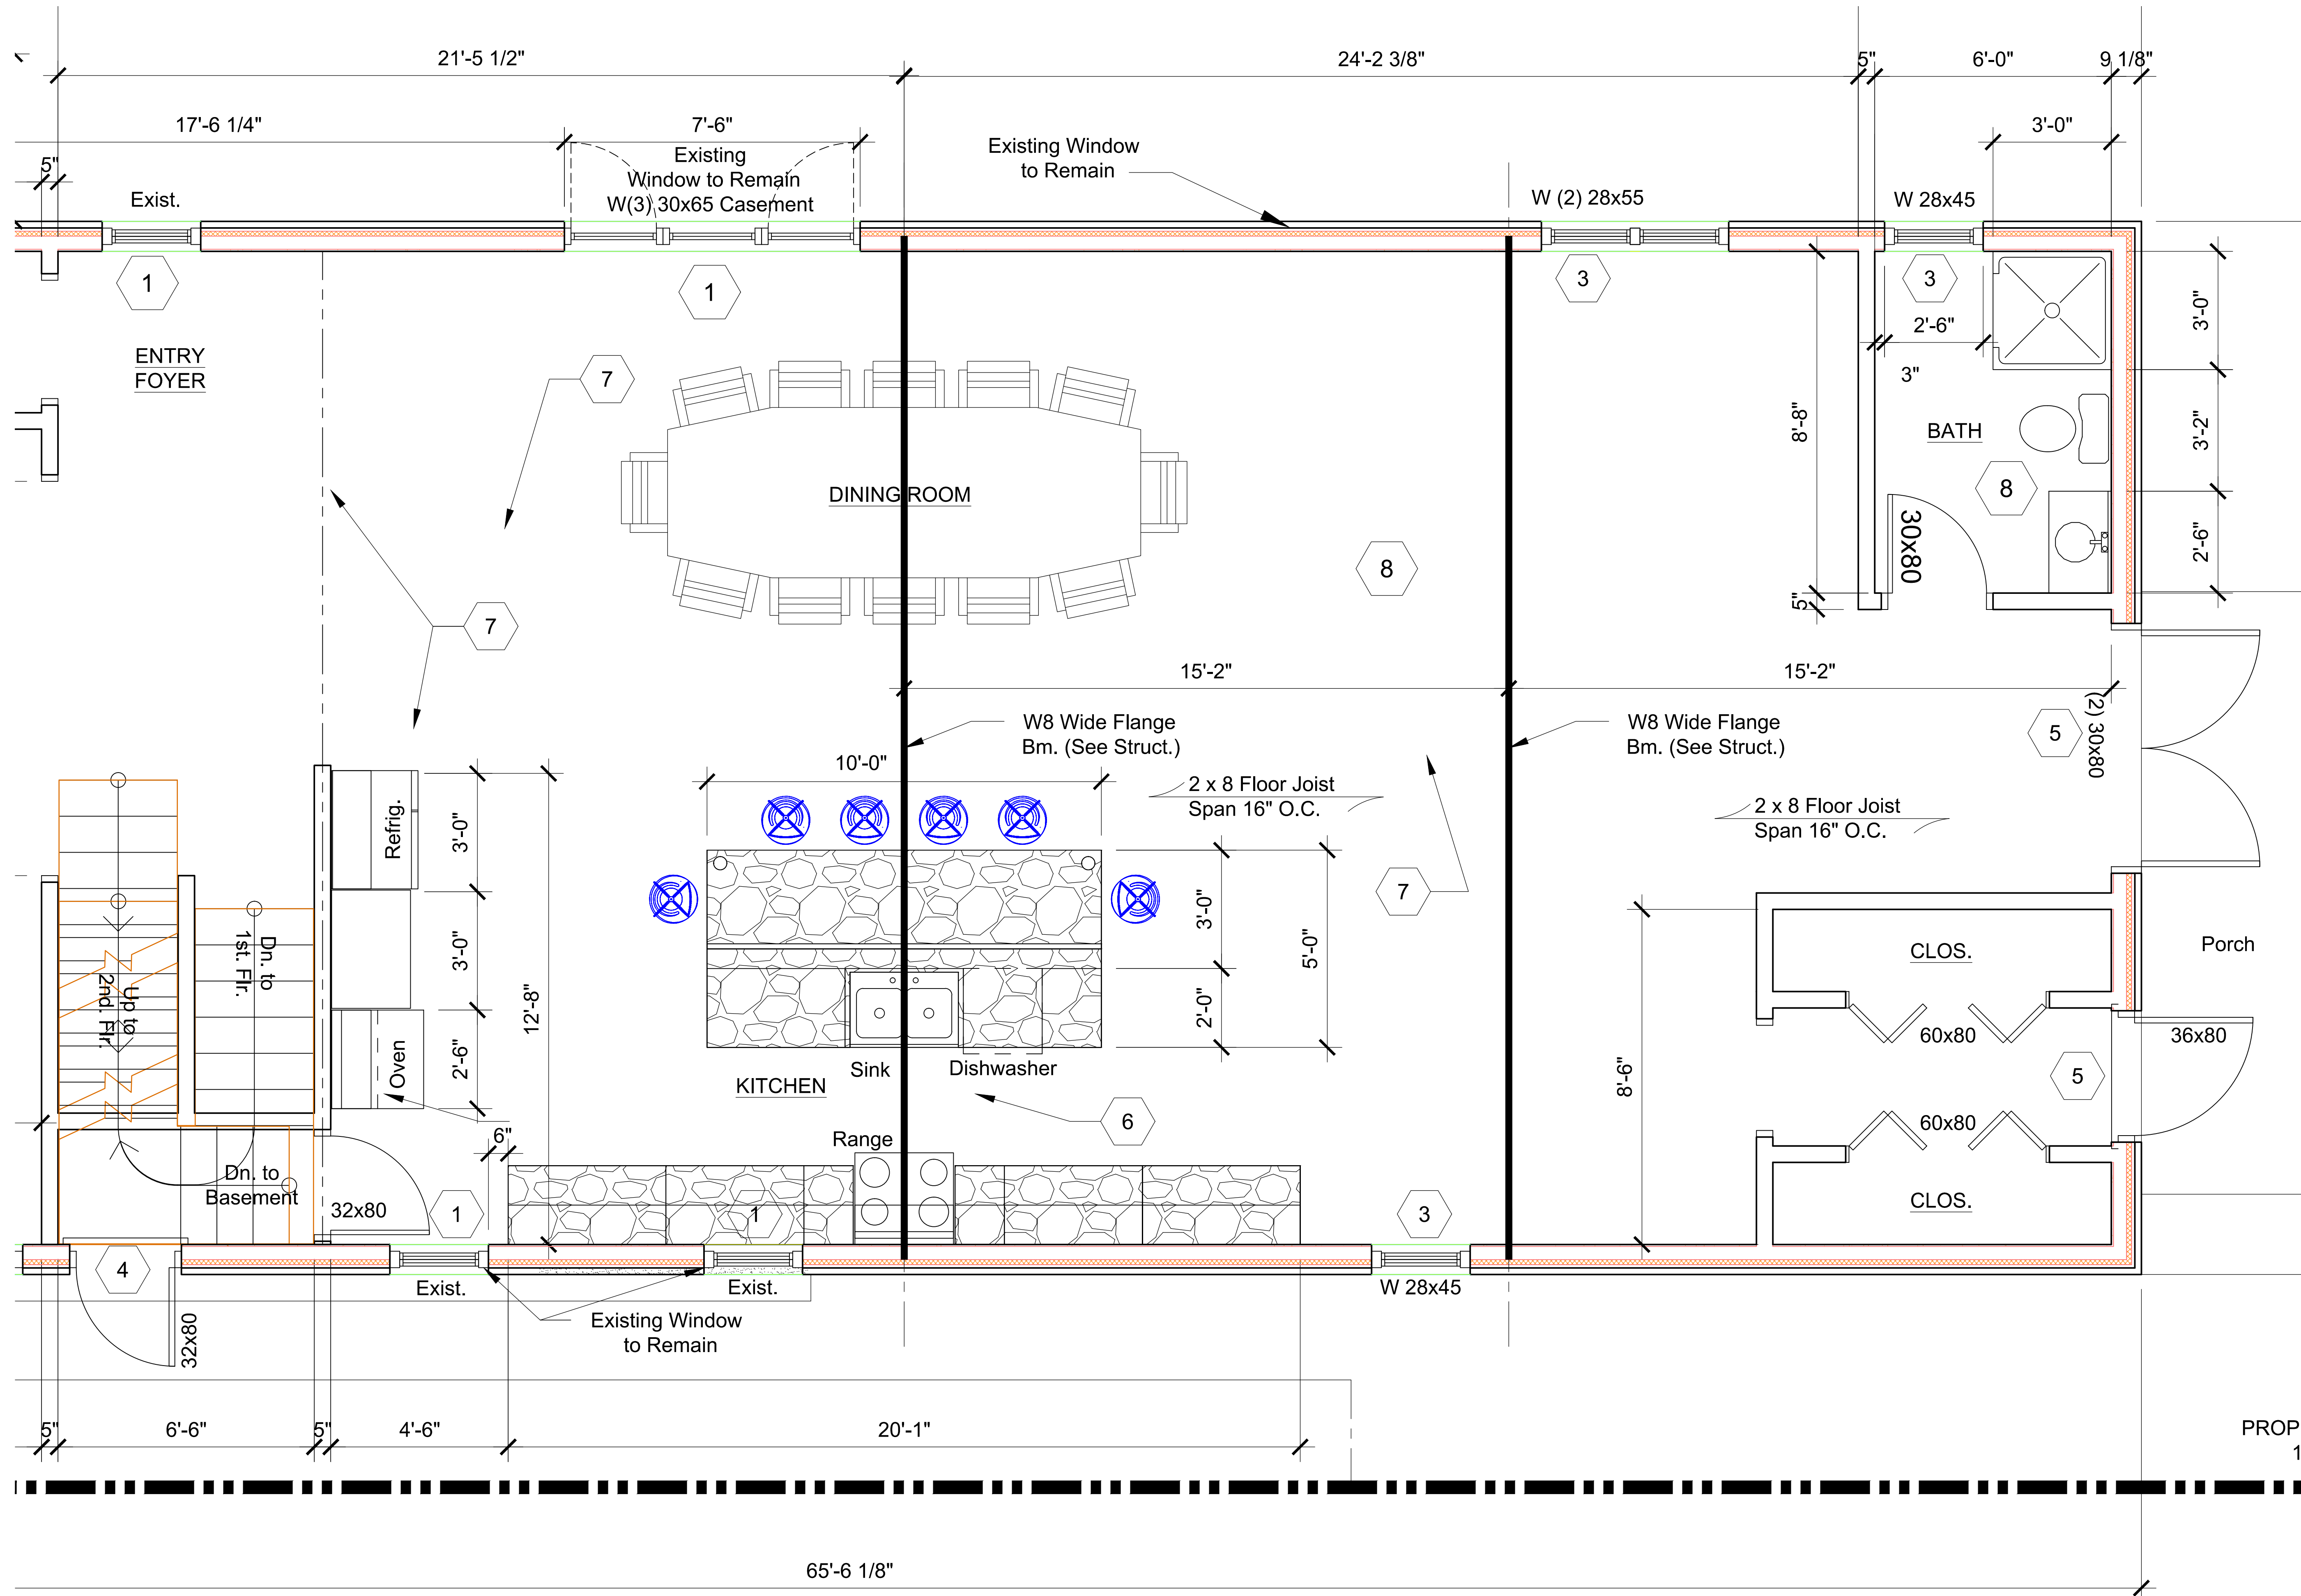 21'-5 1/2"
24'-2 3/8"
5"
6'-0"
9 1/8"
17'-6 1/4"
7'-6"
3'-0"
5"
Exist.
Existing
Window to Remain
W(3) 30x65 Casement
Existing Window
to Remain
W (2) 28x55
W 28x45
1
1
3
3
3'-0"
2'-6"
ENTRY
FOYER
7
3"
8'-8"
BATH
3'-2"
DINING ROOM
8
30x80
2'-6"
8
5"
7
15'-2"
15'-2"
W8 Wide Flange
Bm. (See Struct.)
W8 Wide Flange
Bm. (See Struct.)
5
(2) 30x80
10'-0"
2 x 8 Floor Joist
Span 16" O.C.
2 x 8 Floor Joist
Span 16" O.C.
Refrig.
3'-0"
7
3'-0"
5'-0"
Dn. to
1st. Flr.
3'-0"
CLOS.
Porch
Up to
2nd. Flr.
12'-8"
2'-0"
60x80
36x80
Oven
2'-6"
Sink
Dishwasher
KITCHEN
8'-6"
5
6
60x80
6"
Range
Dn. to
Basement
32x80
1
1
3
CLOS.
4
Exist.
Exist.
W 28x45
32x80
Existing Window
to Remain
5"
6'-6"
5"
4'-6"
20'-1"
PROP
1
65'-6 1/8"